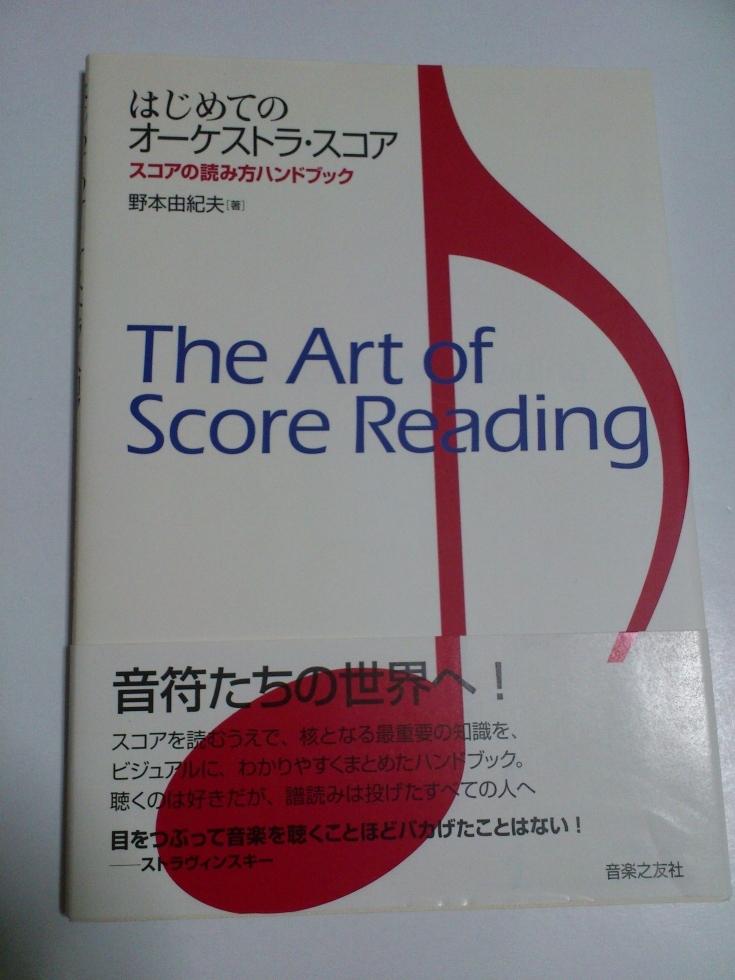 はじめての
オーケストラ・スコア
スコアの読み方ハンドブック
野本由紀夫[著]
The Art of
Score Reading
音符たちの世界へ！
スコアを読むうえで、核となる最重要の知識を、
ビジュアルに、わかりやすくまとめたハンドブック。
聴くのは好きだが、譜読みは投げたすべての人へ
目をつぶって音楽を聴くことほどバカげたことはない！
――ストラヴィンスキー
音楽之友社